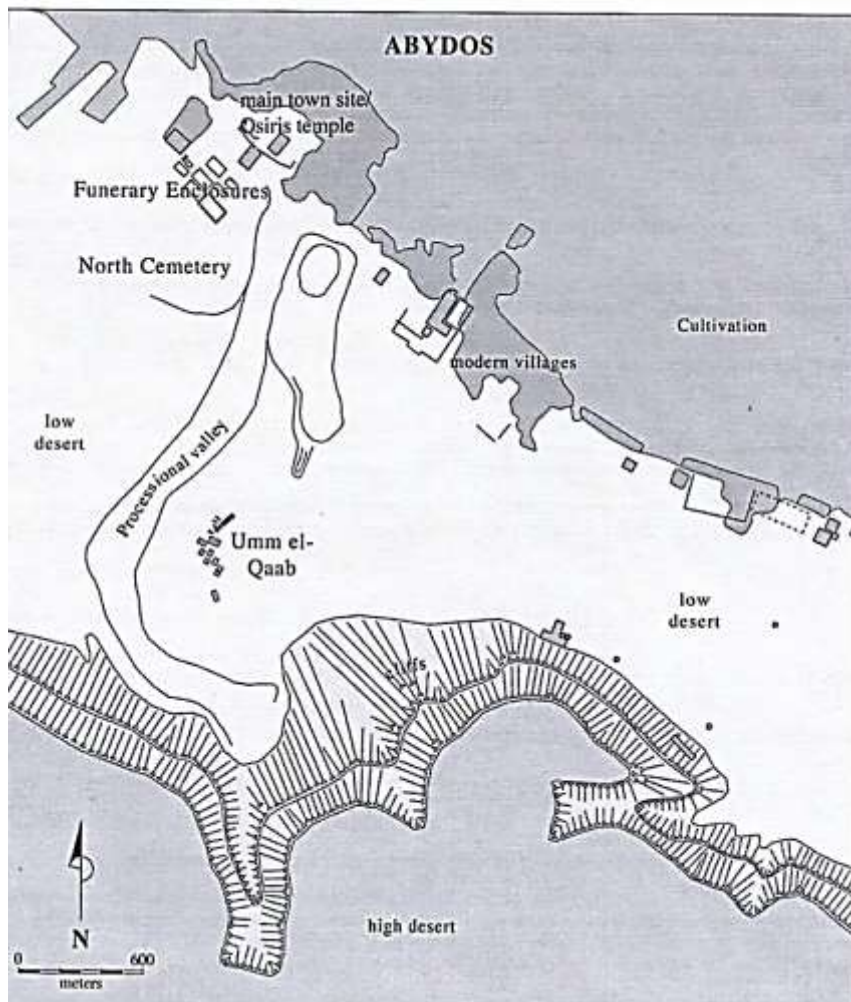 ABYDOS
main town site/
Osiris temple
Funerary Enclosures
North Cemetery
Cultivation
modern villages
low
desert
Processional valley
Umm el-
Qaab
low
desert
cliffs
high desert
N
0 600
meters